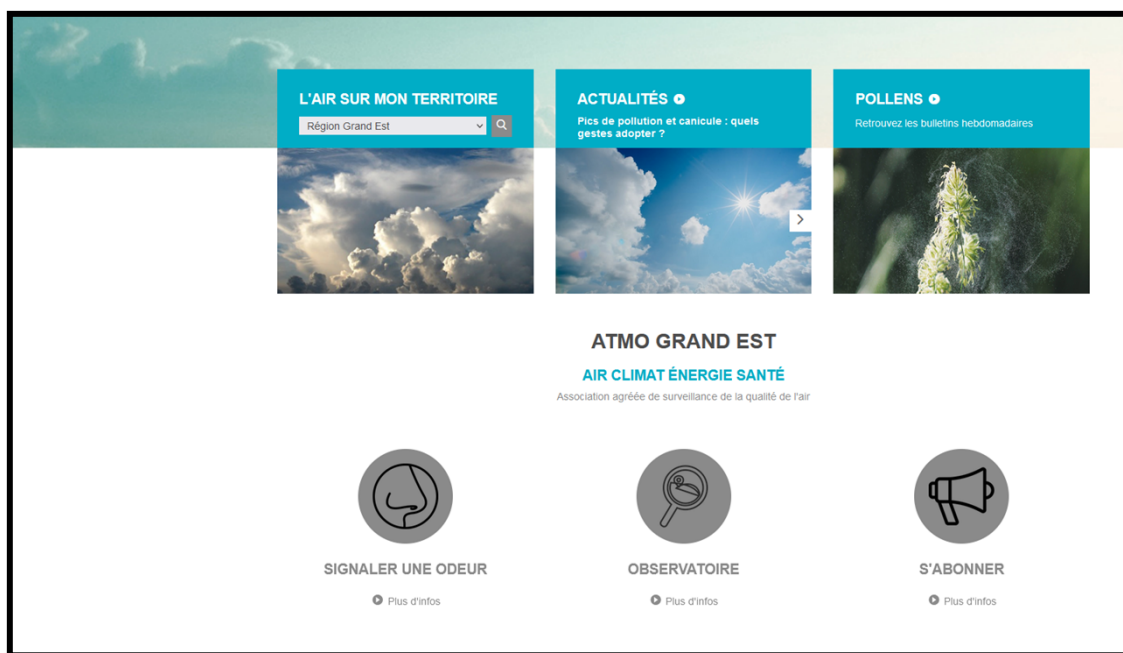 L'AIR SUR MON TERRITOIRE
Région Grand Est
ACTUALITÉS
Pics de pollution et canicule : quels
gestes adopter ?
POLLENS
Retrouvez les bulletins hebdomadaires
ATMO GRAND EST
AIR CLIMAT ÉNERGIE SANTÉ
Association agréée de surveillance de la qualité de l'air
SIGNALER UNE ODEUR
Plus d'infos
OBSERVATOIRE
Plus d'infos
S'ABONNER
Plus d'infos